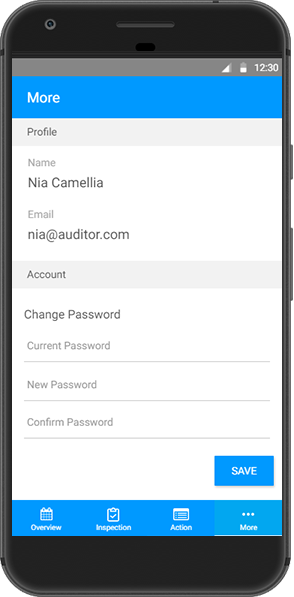 12:30
More
Profile
Name
Nia Camellia
Email
nia@auditor.com
Account
Change Password
Current Password
New Password
Confirm Password
SAVE
Overview Inspection Action More